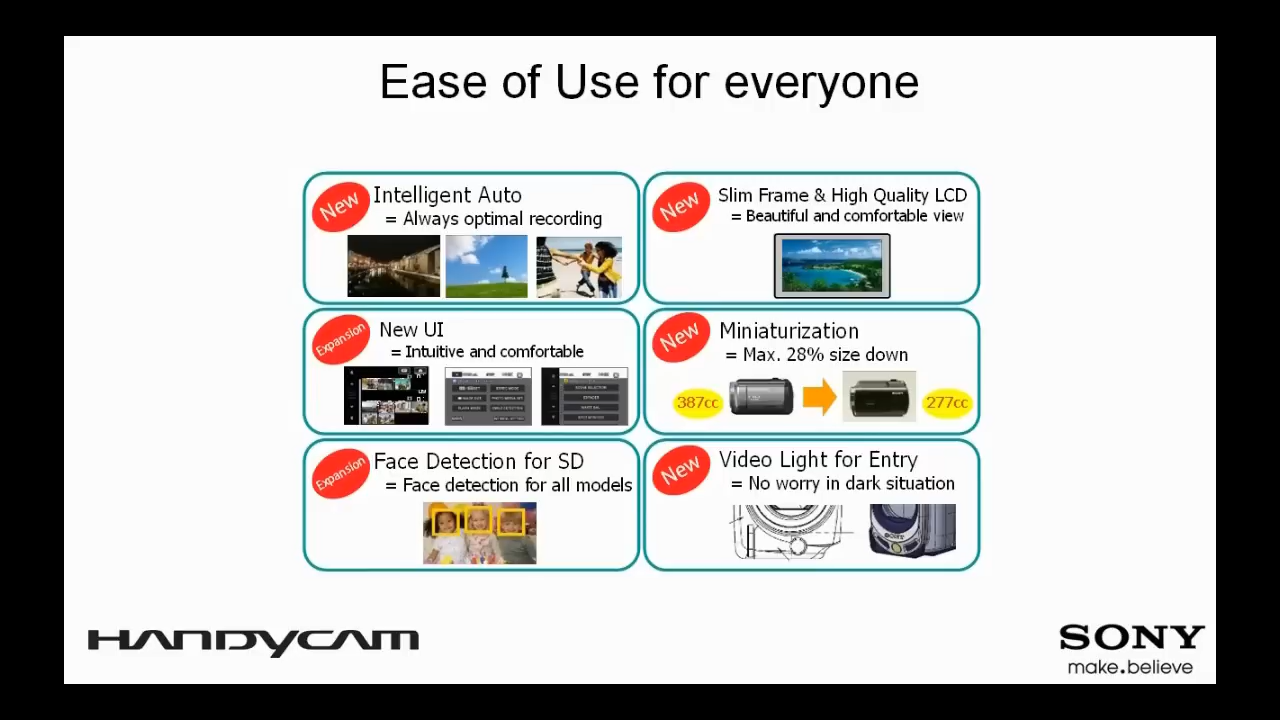 Ease of Use for everyone
New
Intelligent Auto
= Always optimal recording
New
Slim Frame & High Quality LCD
= Beautiful and comfortable view
Expansion
New UI
= Intuitive and comfortable
New
Miniaturization
= Max. 28% size down
387cc
277cc
Expansion
Face Detection for SD
= Face detection for all models
New
Video Light for Entry
= No worry in dark situation
SONY
HANDYCAM
SONY
make.believe